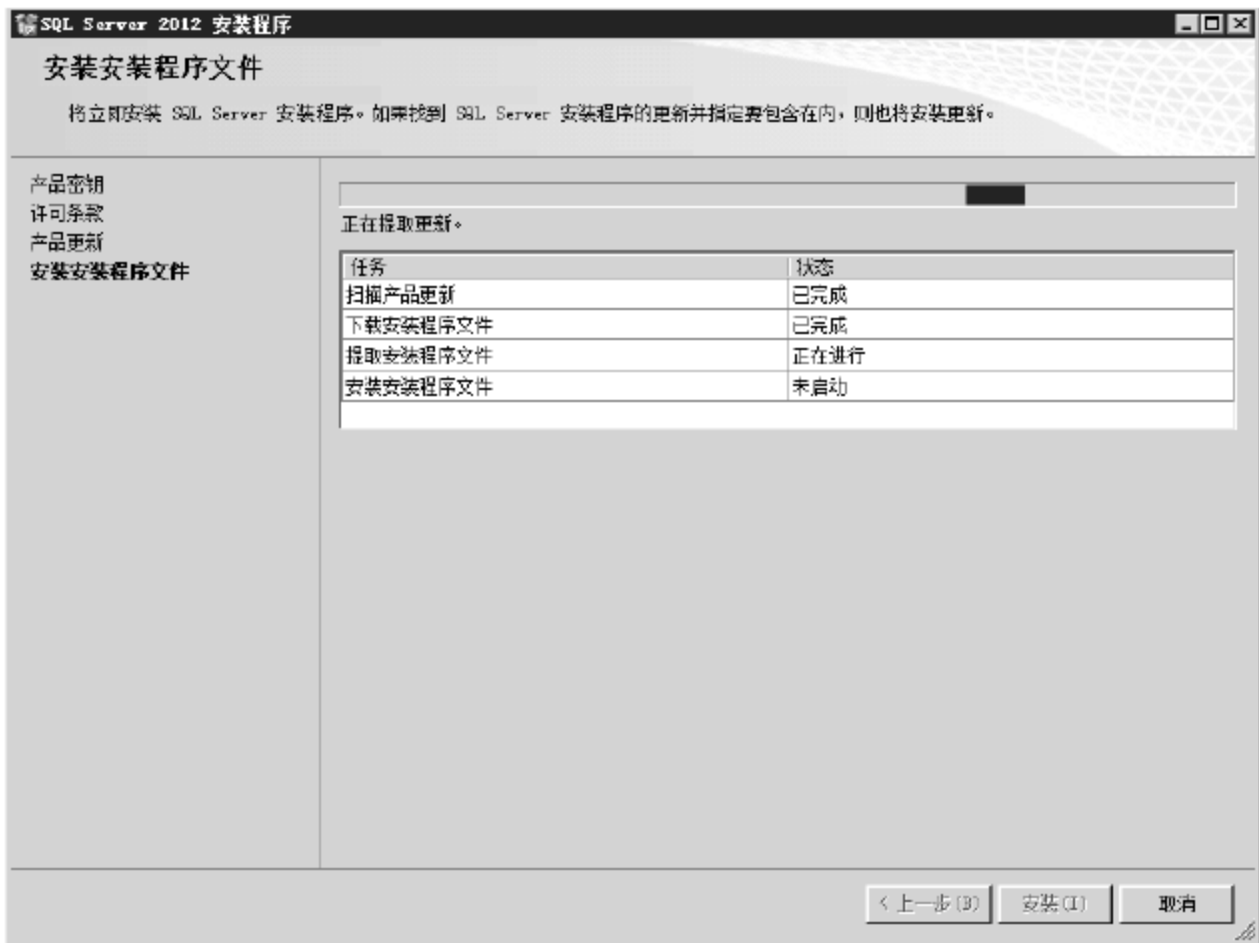 SQL Server 2012 安装程序
安装安装程序文件
将立即安装 SQL Server 安装程序。如果找到 SQL Server 安装程序的更新并指定要包含在内，则也将安装更新。
产品密钥
许可条款
产品更新
安装安装程序文件
正在提取更新。
任务 状态
扫描产品更新 已完成
下载安装程序文件 已完成
提取安装程序文件 正在进行
安装安装程序文件 未启动
< 上一步(B) 安装(I) 取消